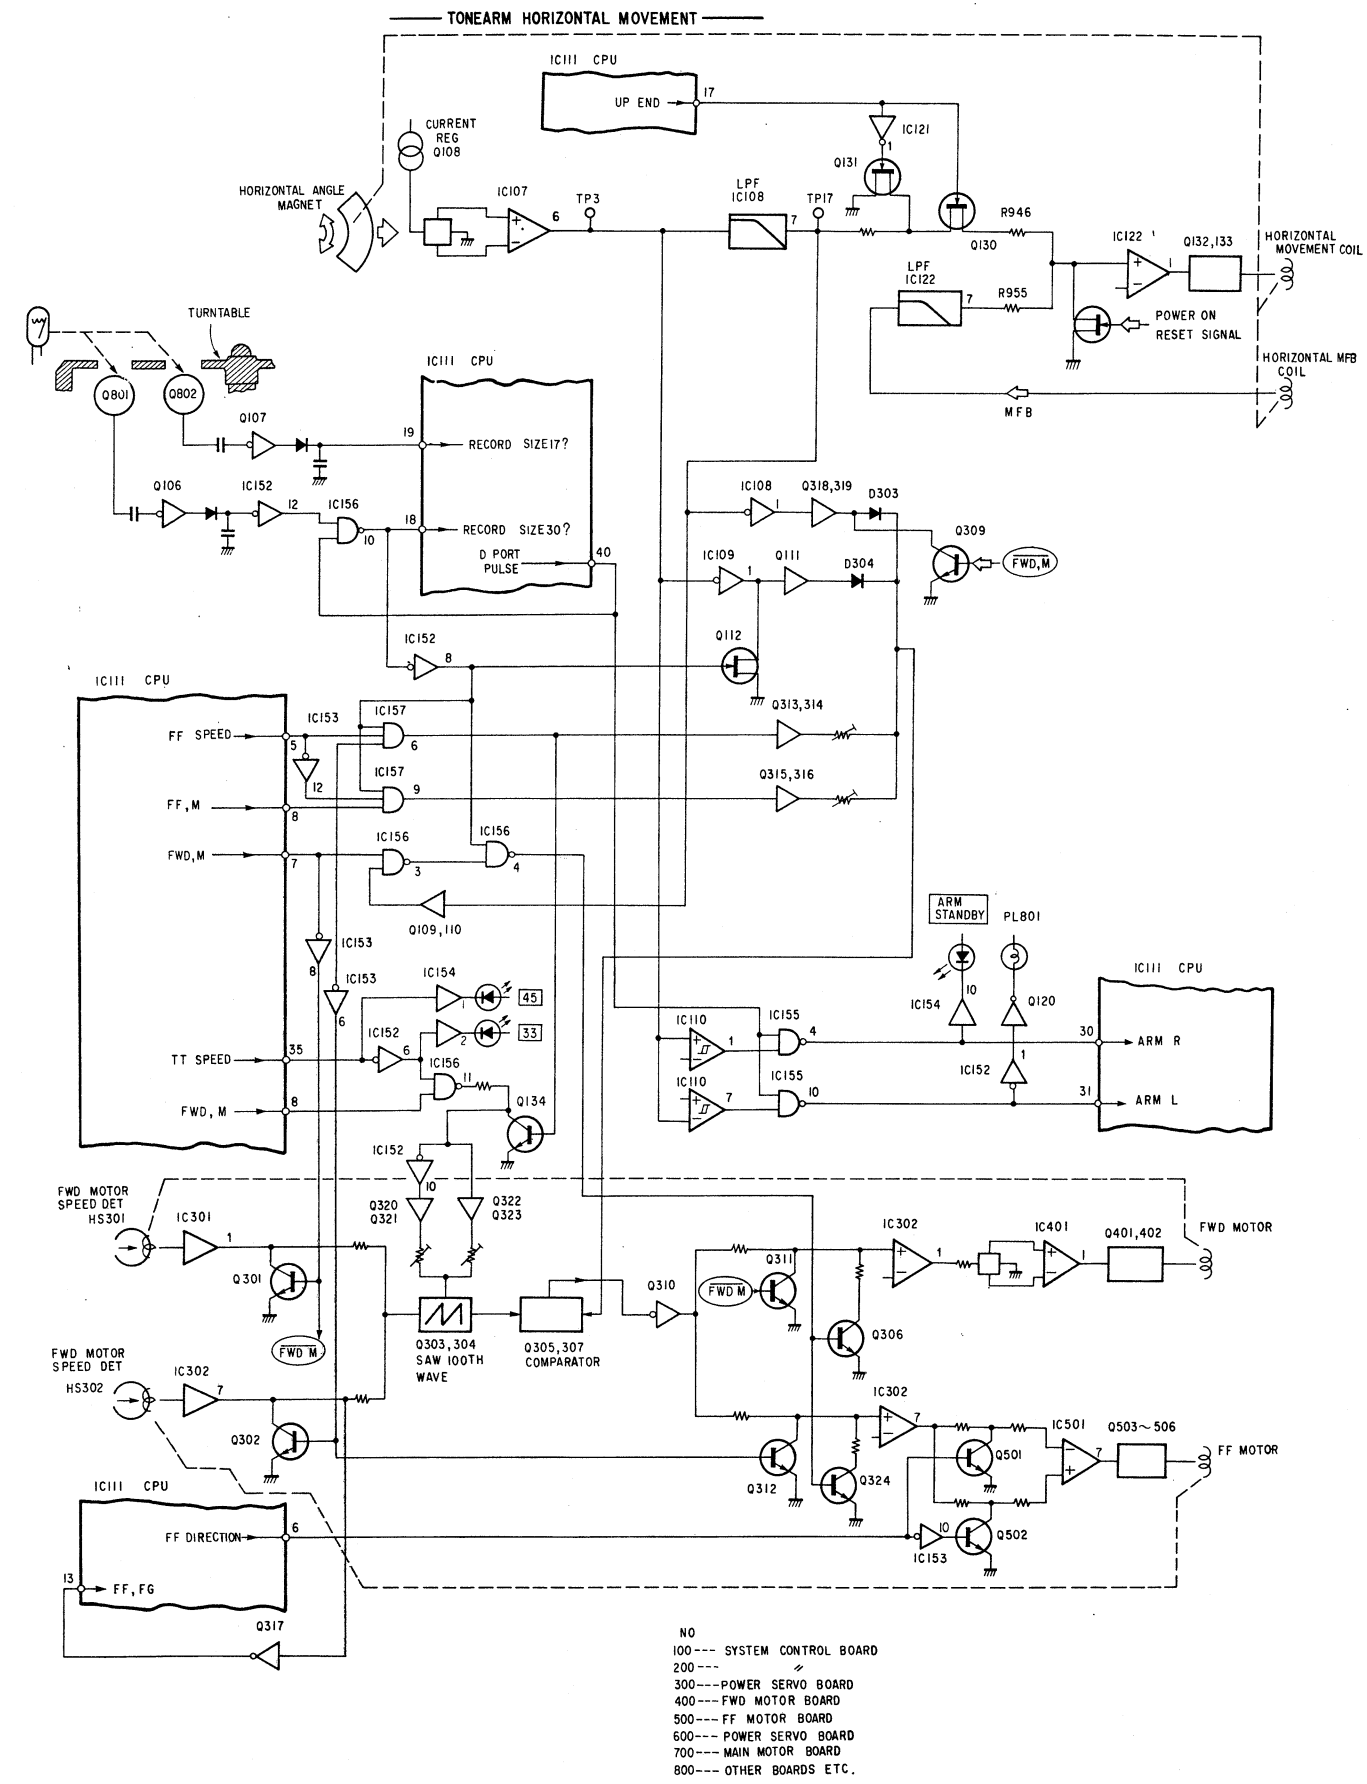 TONEARM HORIZONTAL MOVEMENT
IC111 CPU
UP END
17
CURRENT
REG
Q108
IC121
1
Q131
HORIZONTAL ANGLE
MAGNET
IC107
6
TP3
LPF
IC108
7
TP17
Q130
R946
IC122
1
Q132,133
HORIZONTAL
MOVEMENT COIL
LPF
IC122
7
R955
POWER ON
RESET SIGNAL
HORIZONTAL MFB
COIL
MFB
TURNTABLE
Q801
Q802
IC111 CPU
Q107
19
RECORD SIZE17?
Q106
IC152
12
IC156
10
18
RECORD SIZE30?
D PORT
PULSE
40
IC108
1
Q318,319
D303
Q309
FWD,M
IC109
1
Q111
D304
IC152
8
Q112
IC111 CPU
FF SPEED
5
IC153
12
IC157
6
Q313,314
IC157
9
Q315,316
FF,M
8
FWD,M
7
IC156
3
IC156
4
Q109,110
IC153
8
IC153
6
IC154
1
45
IC152
6
2
33
TT SPEED
35
IC156
11
FWD, M
8
Q134
ARM
STANDBY
PL801
IC111 CPU
10
IC154
Q120
IC110
1
IC155
4
30
ARM R
IC152
1
IC110
7
IC155
10
31
ARM L
IC152
10
Q320
Q321
Q322
Q323
FWD MOTOR
SPEED DET
HS301
IC301
1
Q301
FWD M
Q303,304
SAW 100TH
WAVE
Q305,307
COMPARATOR
Q310
Q311
FWD M
Q306
IC302
1
IC401
1
Q401,402
FWD MOTOR
FWD MOTOR
SPEED DET
HS302
IC302
7
Q302
IC302
7
Q312
Q324
Q501
IC501
7
Q503～506
FF MOTOR
IC111 CPU
FF DIRECTION
6
10
IC153
Q502
13
FF,FG
Q317
NO
100--- SYSTEM CONTROL BOARD
200--- 〃
300---POWER SERVO BOARD
400---FWD MOTOR BOARD
500---FF MOTOR BOARD
600--- POWER SERVO BOARD
700--- MAIN MOTOR BOARD
800--- OTHER BOARDS ETC.